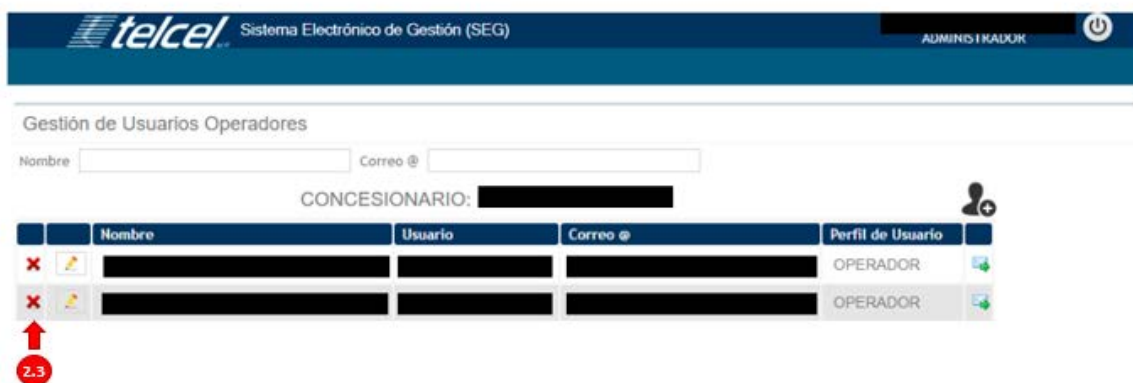 telcel Sistema Electrónico de Gestión (SEG)
ADMINISTRADOR
Gestión de Usuarios Operadores
Nombre Correo @
CONCESIONARIO:
Nombre Usuario Correo @ Perfil de Usuario
OPERADOR
OPERADOR
2.3